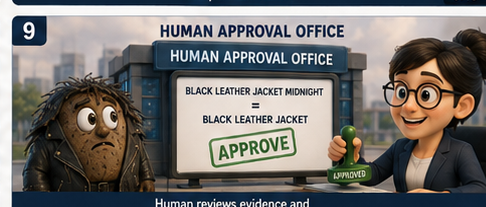 9
HUMAN APPROVAL OFFICE
HUMAN APPROVAL OFFICE
BLACK LEATHER JACKET MIDNIGHT
=
BLACK LEATHER JACKET
APPROVE
APPROVED
Human reviews evidence and